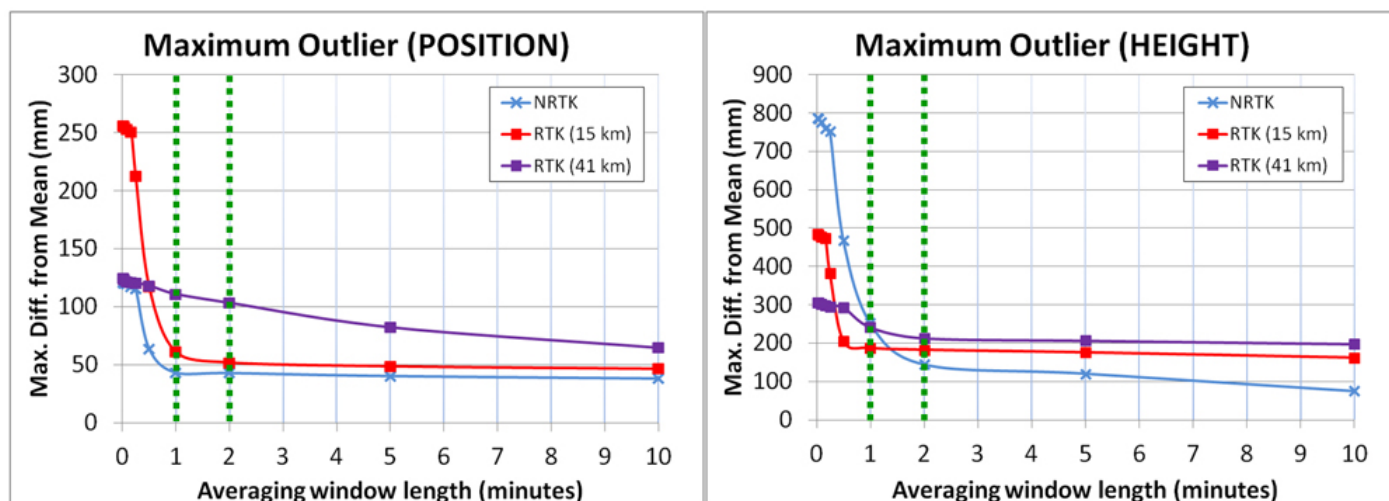 Maximum Outlier (POSITION)
300
250
200
150
100
50
0
Max. Diff. from Mean (mm)
NRTK
RTK (15 km)
RTK (41 km)
0 1 2 3 4 5 6 7 8 9 10
Averaging window length (minutes)
Maximum Outlier (HEIGHT)
900
800
700
600
500
400
300
200
100
0
Max. Diff. from Mean (mm)
NRTK
RTK (15 km)
RTK (41 km)
0 1 2 3 4 5 6 7 8 9 10
Averaging window length (minutes)